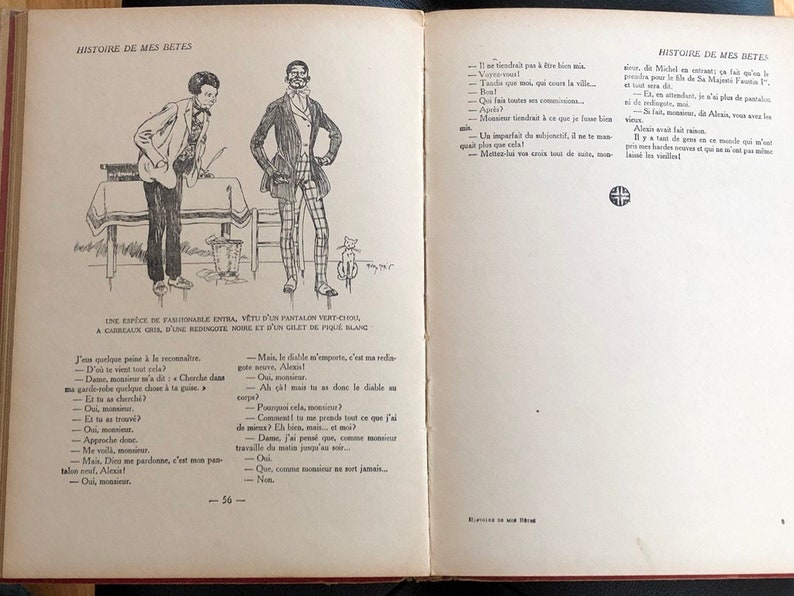 HISTOIRE DE MES BETES
UNE ESPÈCE DE FASHIONABLE ENTRA, VÊTU D'UN PANTALON VERT-CHOU,
A CARREAUX GRIS, D'UNE REDINGOTE NOIRE ET D'UN GILET DE PIQUÉ BLANC
J'eus quelque peine à le reconnaître.
— D'où te vient tout cela?
— Dame, monsieur m'a dit : « Cherche dans
ma garde-robe quelque chose à ta guise. »
— Et tu as cherché?
— Oui, monsieur.
— Et tu as trouvé?
— Oui, monsieur.
— Approche donc.
— Me voilà, monsieur.
— Mais, Dieu me pardonne, c'est mon pan-
talon neuf, Alexis!
— Oui, monsieur.
— Mais, le diable m'emporte, c'est ma redin-
gote neuve, Alexis!
— Oui, monsieur.
— Ah çà! mais tu as donc le diable au
corps?
— Pourquoi cela, monsieur?
— Comment! tu me prends tout ce que j'ai
de mieux? Eh bien, mais... et moi?
— Dame, j'ai pensé que, comme monsieur
travaille du matin jusqu'au soir...
— Oui.
— Que, comme monsieur ne sort jamais...
— Non.
— 56 —
HISTOIRE DE MES BETES
— Il ne tiendrait pas à être bien mis.
— Voyez-vous!
— Tandis que moi, qui cours la ville...
— Bon!
— Qui fais toutes ses commissions...
— Après?
— Monsieur tiendrait à ce que je fusse bien
mis.
— Un imparfait du subjonctif, il ne te man-
quait plus que cela!
— Mettez-lui vos croix tout de suite, mon-
sieur, dit Michel en entrant; ça fait qu'on le
prendra pour le fils de Sa Majesté Faustin Ier,
et tout sera dit.
— Et, en attendant, je n'ai plus de pantalon
ni de redingote, moi.
— Si fait, monsieur, dit Alexis, vous avez les
vieux.
Alexis avait fait raison.
Il y a tant de gens en ce monde qui m'ont
pris mes hardes neuves et qui ne m'ont pas même
laissé les vieilles!
HISTOIRE DE MES BÊTES
8